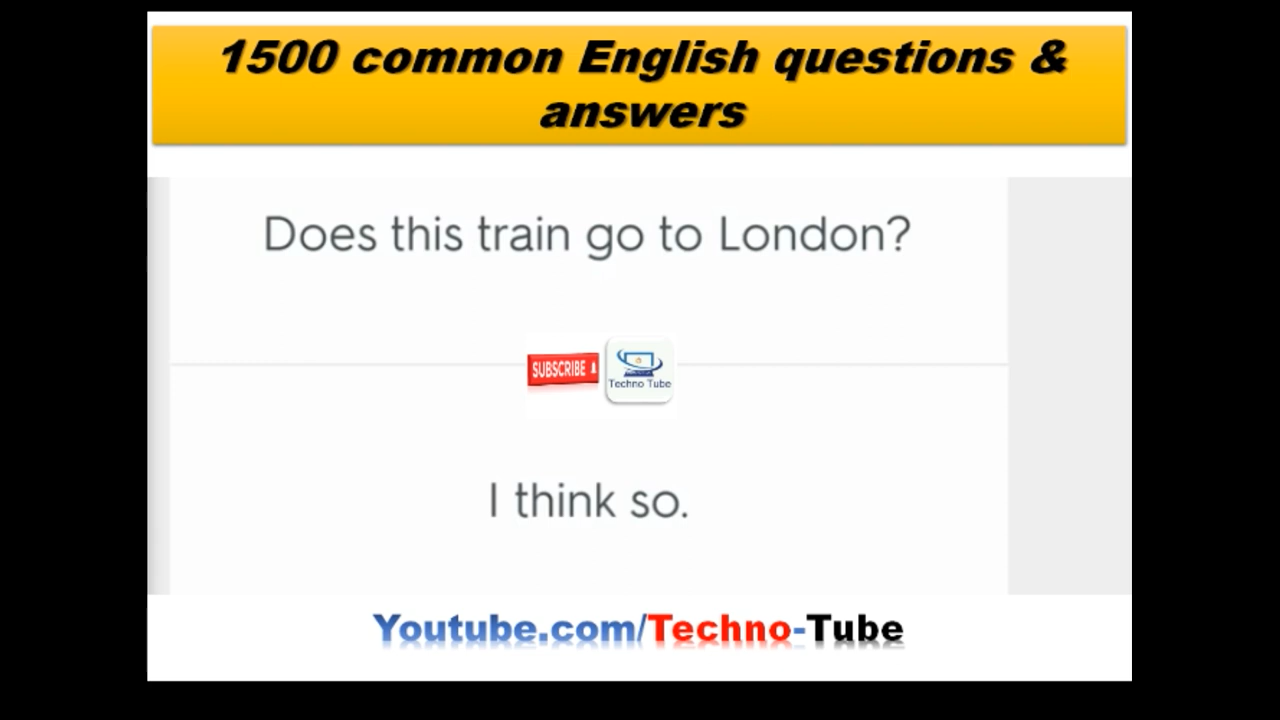 1500 common English questions &
answers
Does this train go to London?
SUBSCRIBE
Techno Tube
I think so.
Youtube.com/Techno-Tube